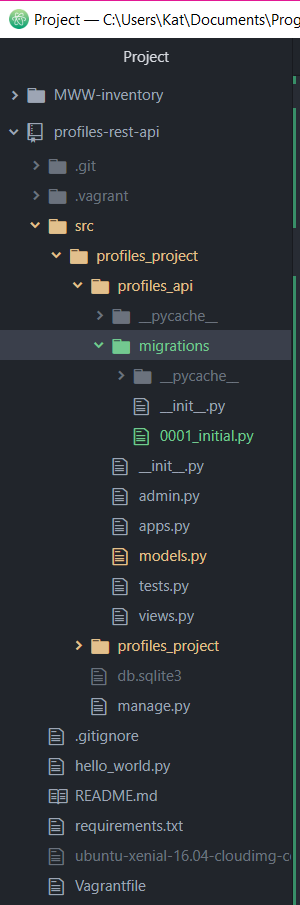 Project — C:\Users\Kat\Documents\Prog
Project
MWW-inventory
profiles-rest-api
.git
.vagrant
src
profiles_project
profiles_api
__pycache__
migrations
__pycache__
__init__.py
0001_initial.py
__init__.py
admin.py
apps.py
models.py
tests.py
views.py
profiles_project
db.sqlite3
manage.py
.gitignore
hello_world.py
README.md
requirements.txt
ubuntu-xenial-16.04-cloudimg-c
Vagrantfile